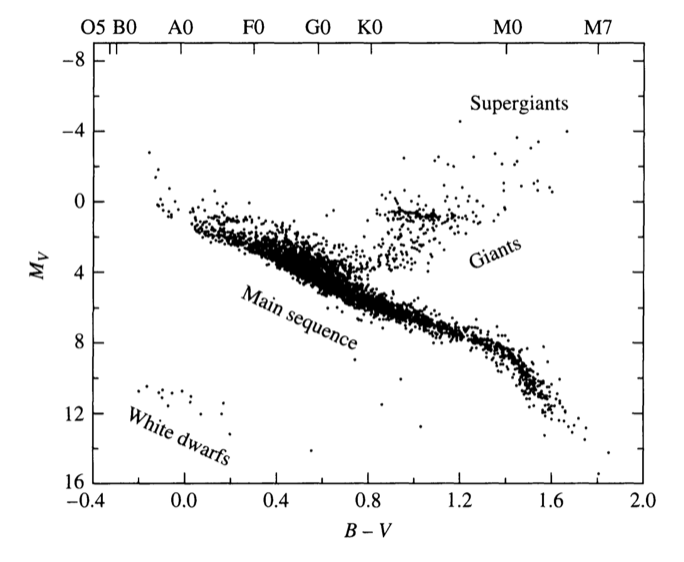 O5 B0 A0 F0 G0 K0 M0 M7
−8
Supergiants
−4
0
Giants
M_V
4
Main sequence
8
12
White dwarfs
16
−0.4 0.0 0.4 0.8 1.2 1.6 2.0
B – V